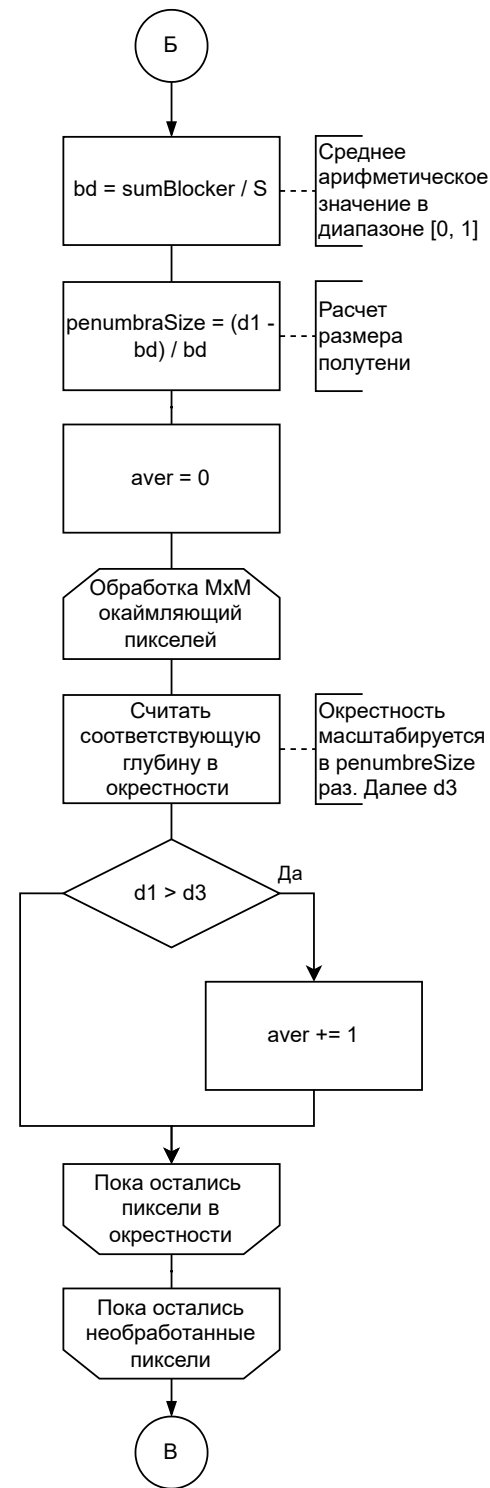 Б
bd = sumBlocker / S
Среднее
арифметическое
значение в
диапазоне [0, 1]
penumbraSize = (d1 -
bd) / bd
Расчет
размера
полутени
aver = 0
Обработка MxM
окаймляющий
пикселей
Считать
соответствующую
глубину в
окрестности
Окрестность
масштабируется
в penumbreSize
раз. Далее d3
d1 > d3
Да
aver += 1
Пока остались
пиксели в
окрестности
Пока остались
необработанные
пиксели
В